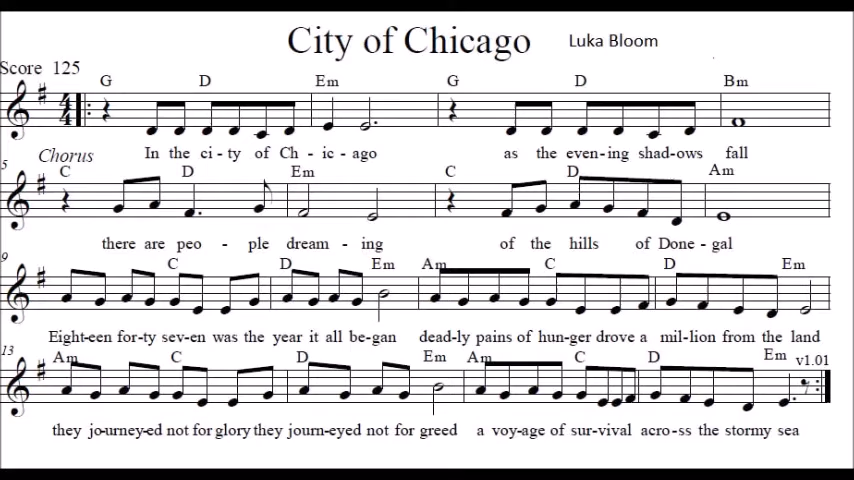 City of Chicago Luka Bloom
Score 125
G D Em G D Bm
4
4
In the ci - ty of Ch - ic - ago as the even- ing shad-ows fall
Chorus
5
C D Em C D Am
there are peo - ple dream - ing of the hills of Done - gal
9
C D Em Am C D Em
Eight-een for-ty sev-en was the year it all be-gan dead-ly pains of hun-ger drove a mil-lion from the land
13
Am C D Em Am C D Em v1.01
they jo-urney-ed not for glory they journ-eyed not for greed a voy-age of sur-vival acro-ss the stormy sea